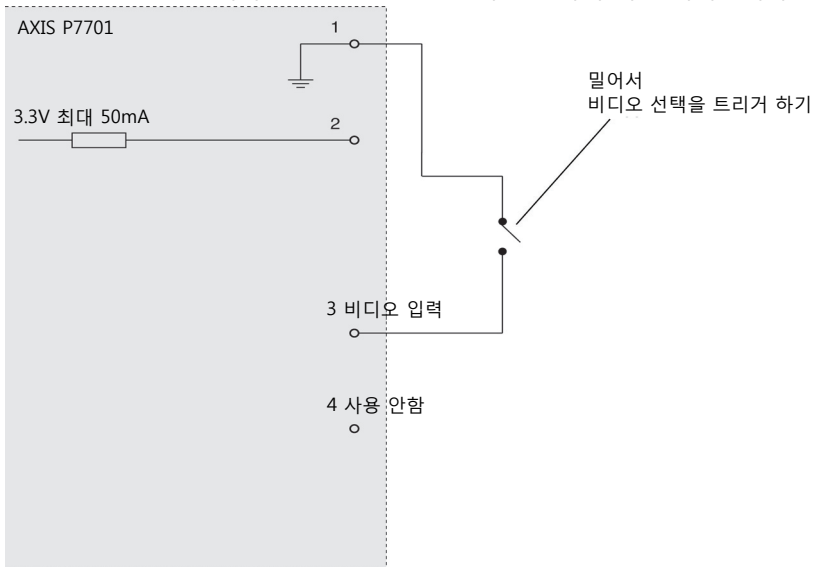 AXIS P7701
1
밀어서
비디오 선택을 트리거 하기
3.3V 최대 50mA
2
3 비디오 입력
4 사용 안함